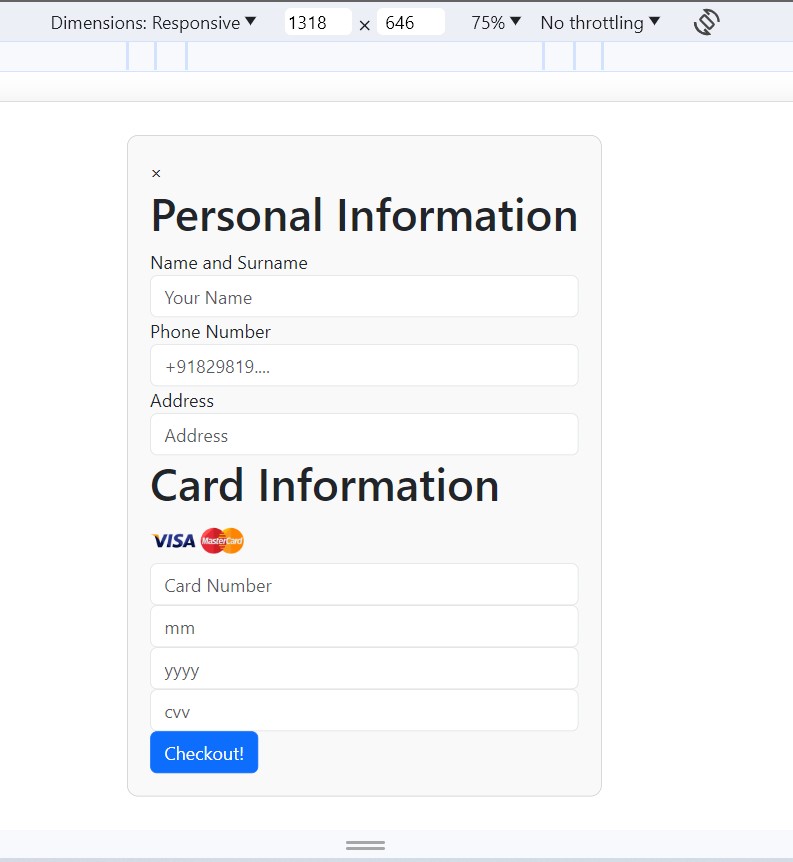 Dimensions: Responsive ▼ 1318 × 646 75% ▼ No throttling ▼
×
Personal Information
Name and Surname
Your Name
Phone Number
+91829819....
Address
Address
Card Information
VISA MasterCard
Card Number
mm
yyyy
cvv
Checkout!